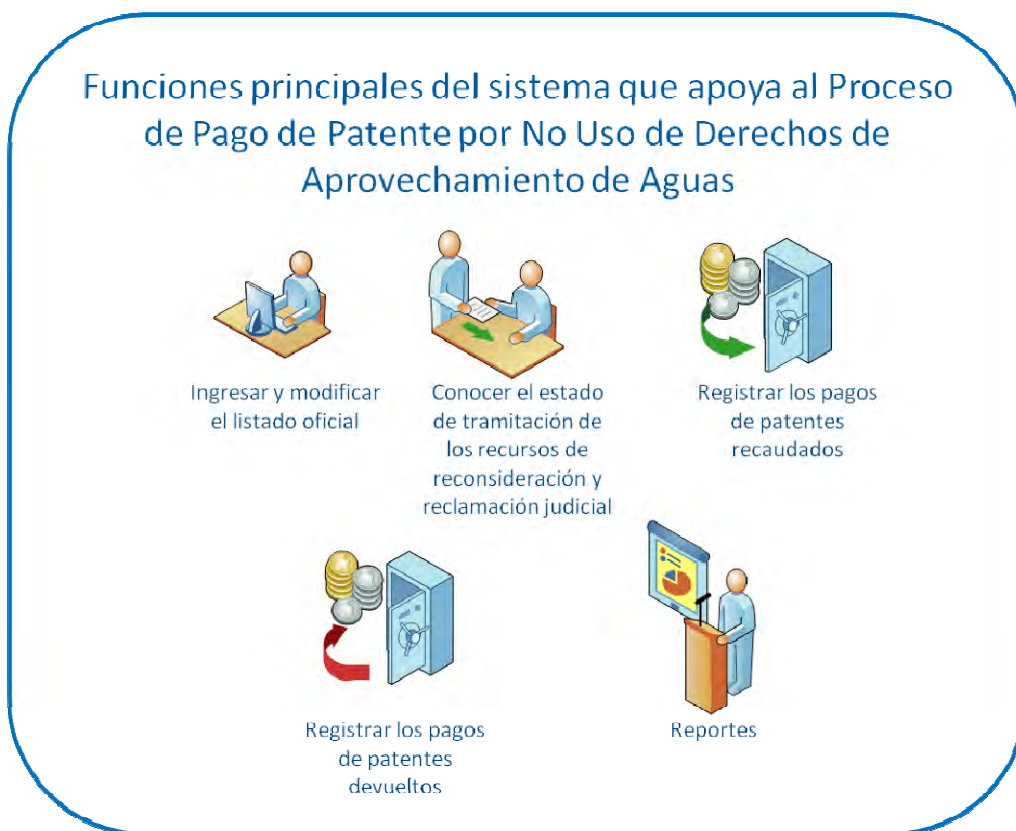 Funciones principales del sistema que apoya al Proceso
de Pago de Patente por No Uso de Derechos de
Aprovechamiento de Aguas
Ingresar y modificar
el listado oficial
Conocer el estado
de tramitación de
los recursos de
reconsideración y
reclamación judicial
Registrar los pagos
de patentes
recaudados
Registrar los pagos
de patentes
devueltos
Reportes